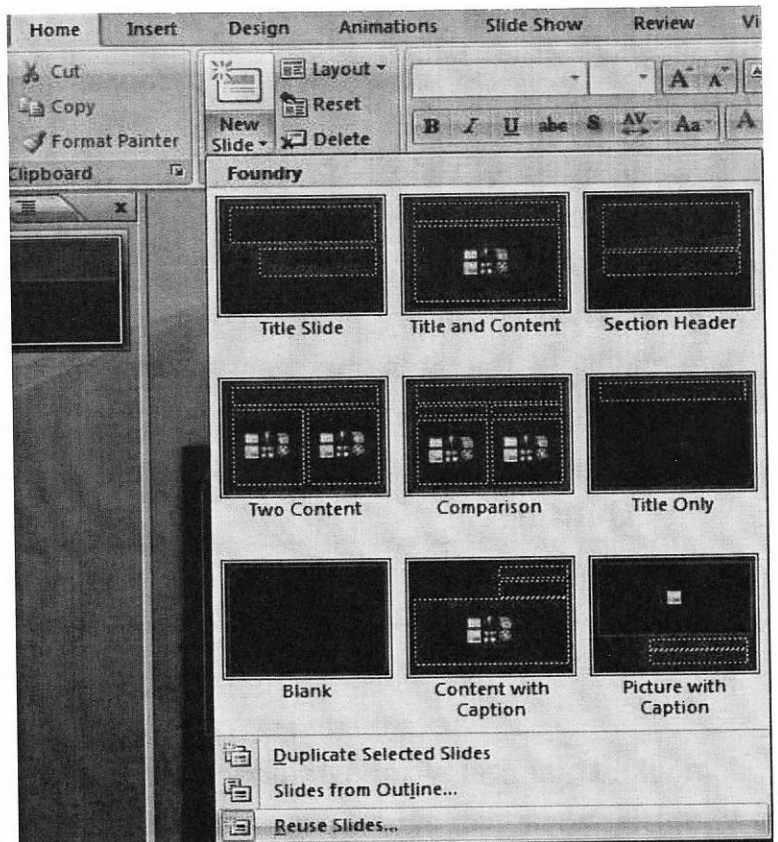 Home Insert Design Animations Slide Show Review Vi
Cut
Copy
Format Painter
Clipboard
New Slide
Layout
Reset
Delete
B I U abe S AV Aa A
A A
Foundry
Title Slide Title and Content Section Header
Two Content Comparison Title Only
Blank Content with Caption Picture with Caption
Duplicate Selected Slides
Slides from Outline...
Reuse Slides...